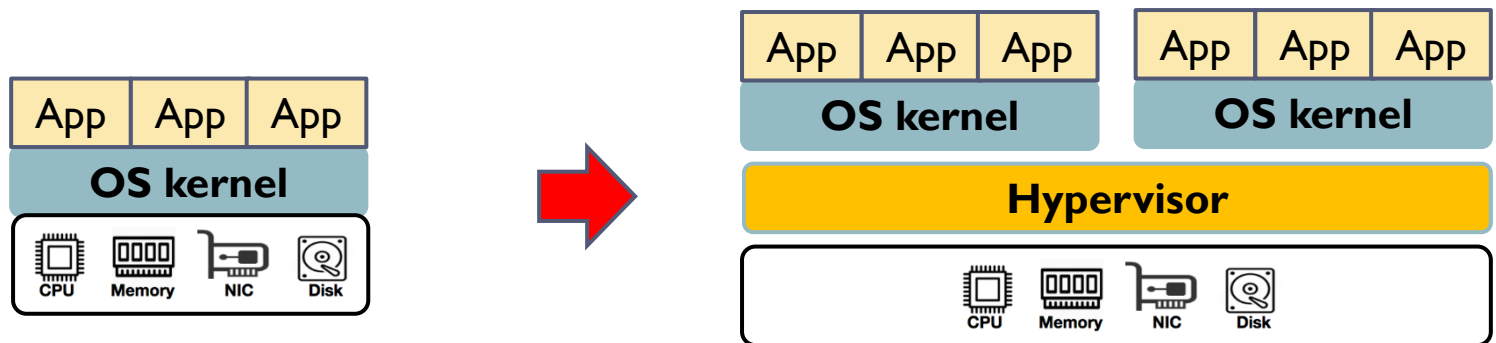 App App App
OS kernel
CPU Memory NIC Disk
App App App App App App
OS kernel OS kernel
Hypervisor
CPU Memory NIC Disk